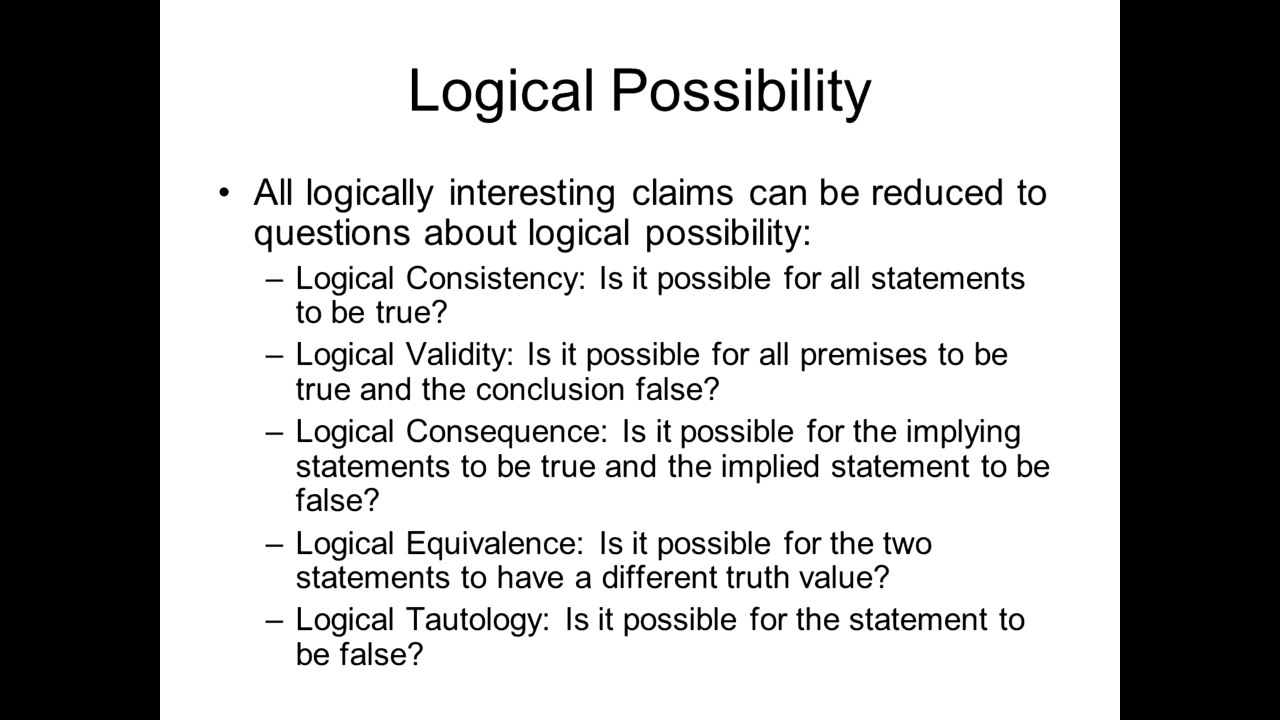 Logical Possibility
• All logically interesting claims can be reduced to
questions about logical possibility:
– Logical Consistency: Is it possible for all statements
to be true?
– Logical Validity: Is it possible for all premises to be
true and the conclusion false?
– Logical Consequence: Is it possible for the implying
statements to be true and the implied statement to be
false?
– Logical Equivalence: Is it possible for the two
statements to have a different truth value?
– Logical Tautology: Is it possible for the statement to
be false?